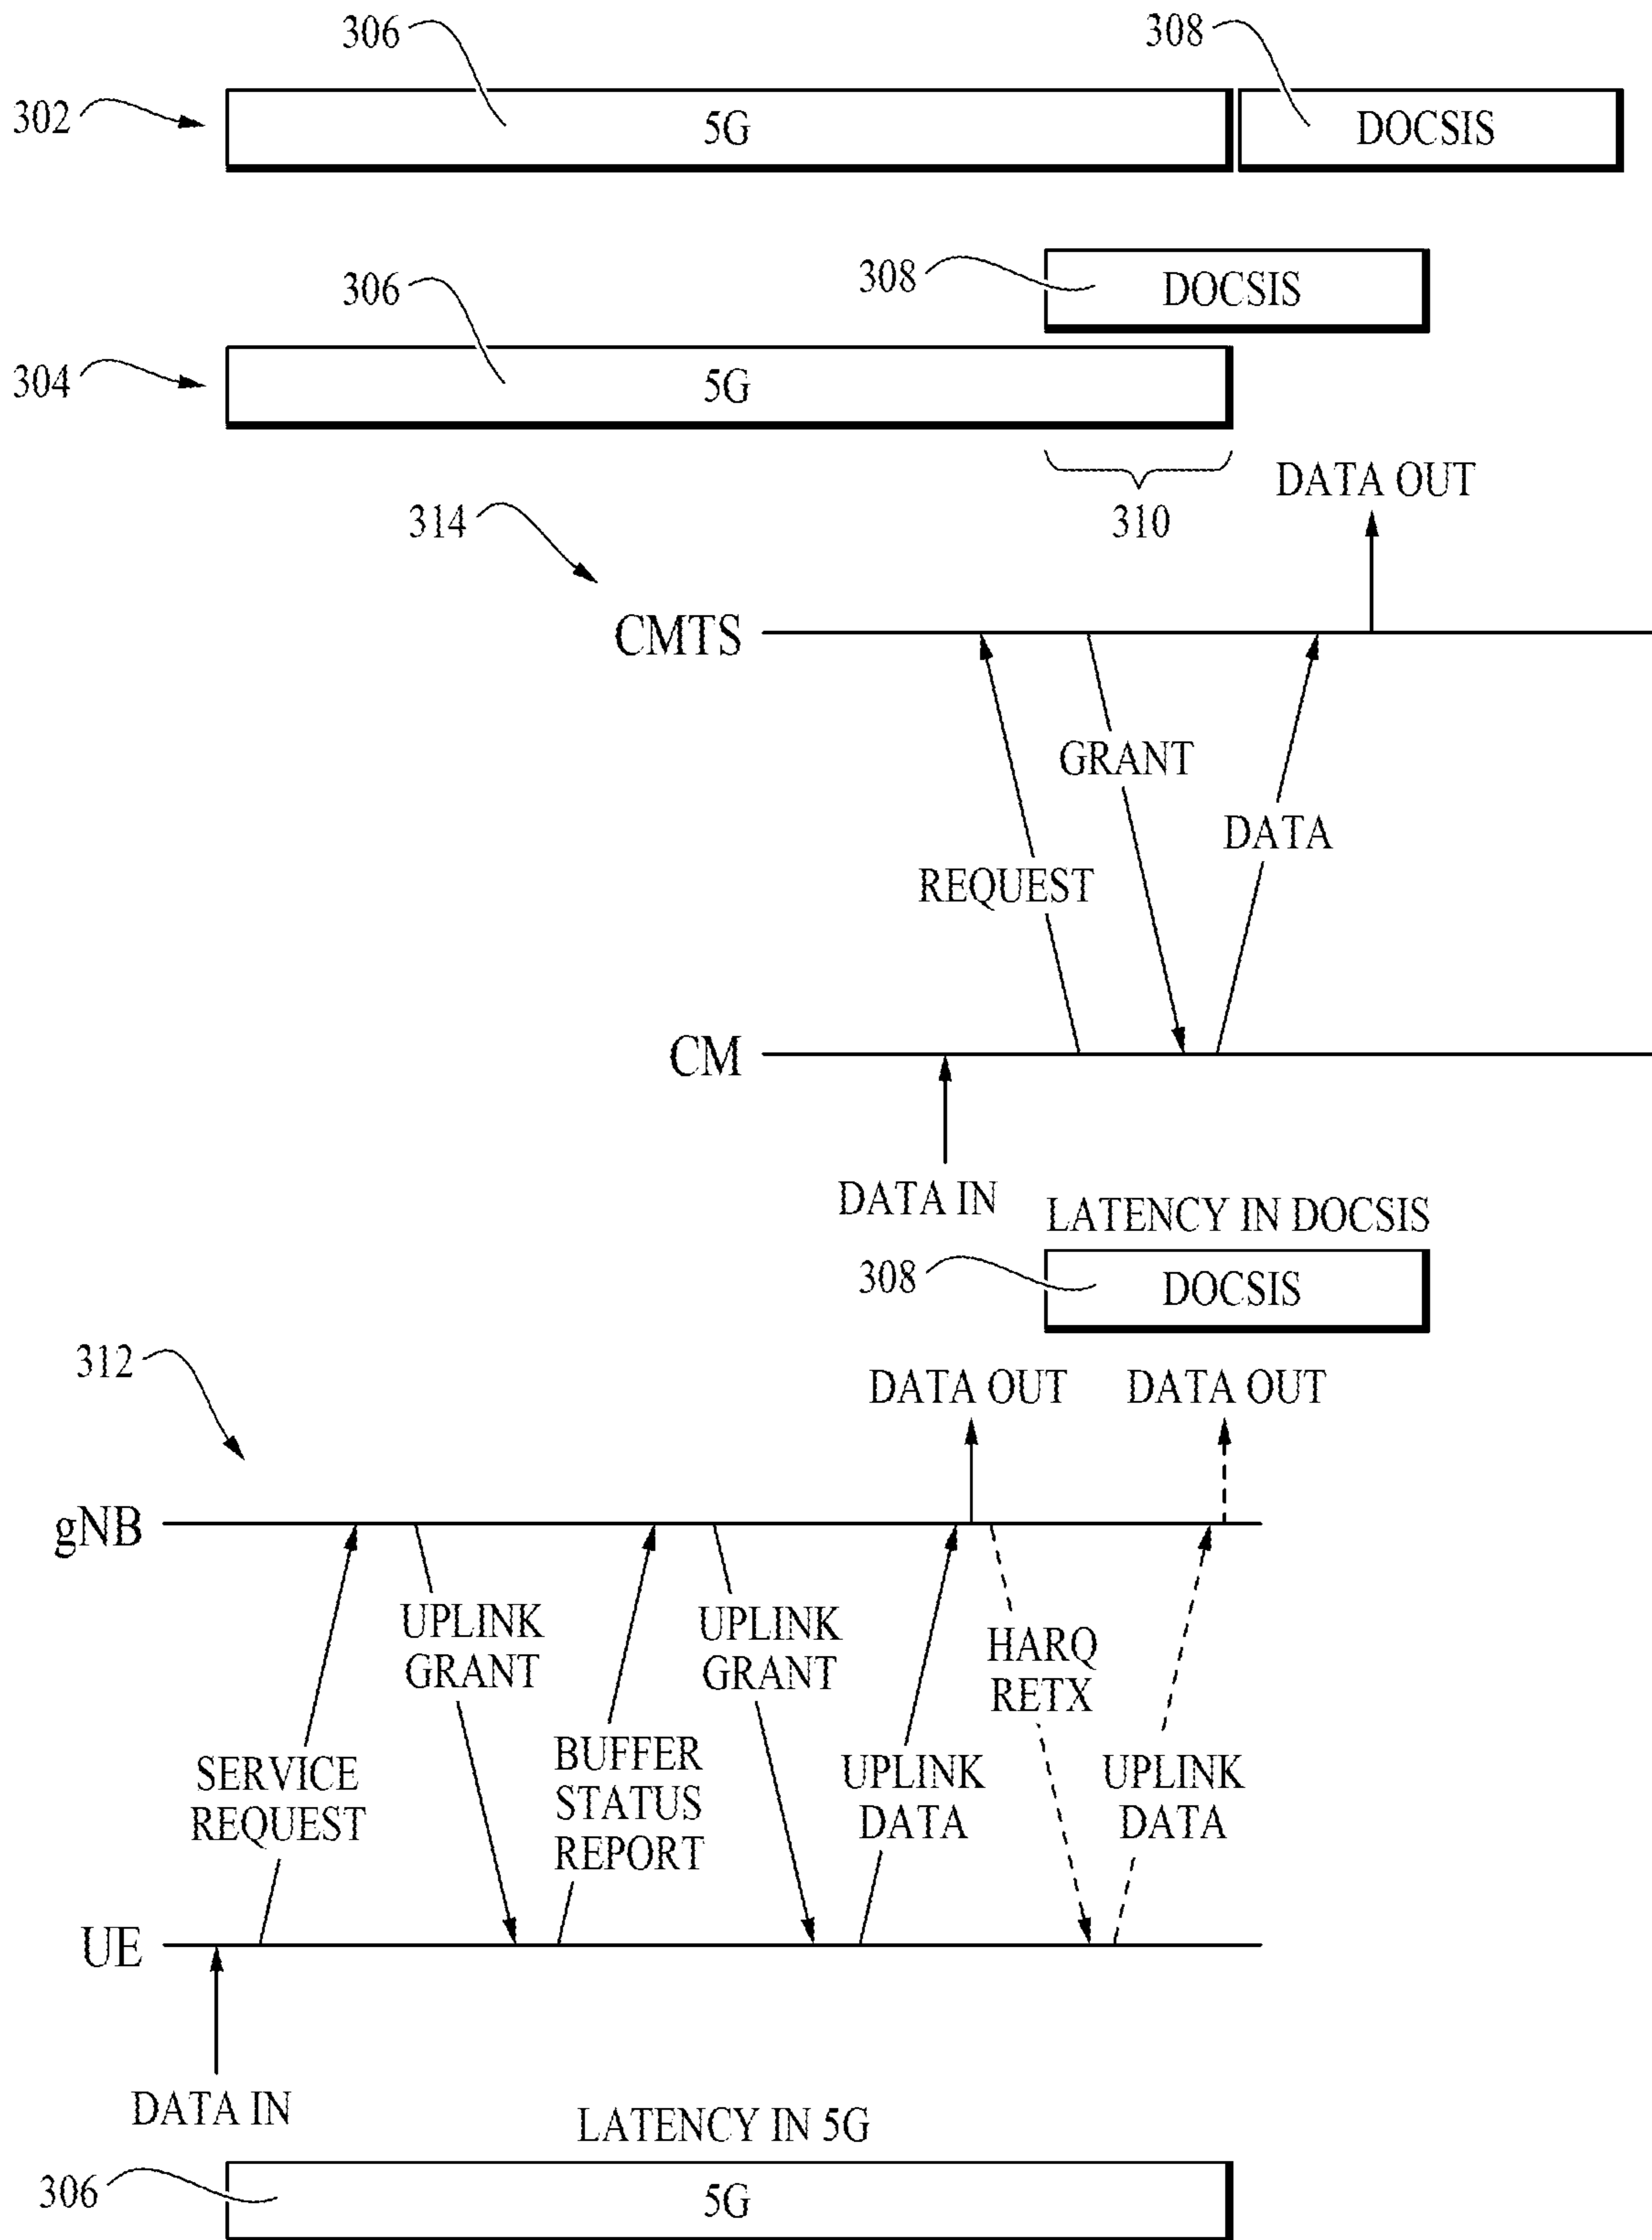 306
308
302
5G
DOCSIS
308
DOCSIS
306
304
5G
310
DATA OUT
314
CMTS
GRANT
DATA
REQUEST
CM
DATA IN
LATENCY IN DOCSIS
308
DOCSIS
312
DATA OUT
DATA OUT
gNB
UPLINK
GRANT
UPLINK
GRANT
HARQ
RETX
SERVICE
REQUEST
BUFFER
STATUS
REPORT
UPLINK
DATA
UPLINK
DATA
UE
DATA IN
LATENCY IN 5G
306
5G